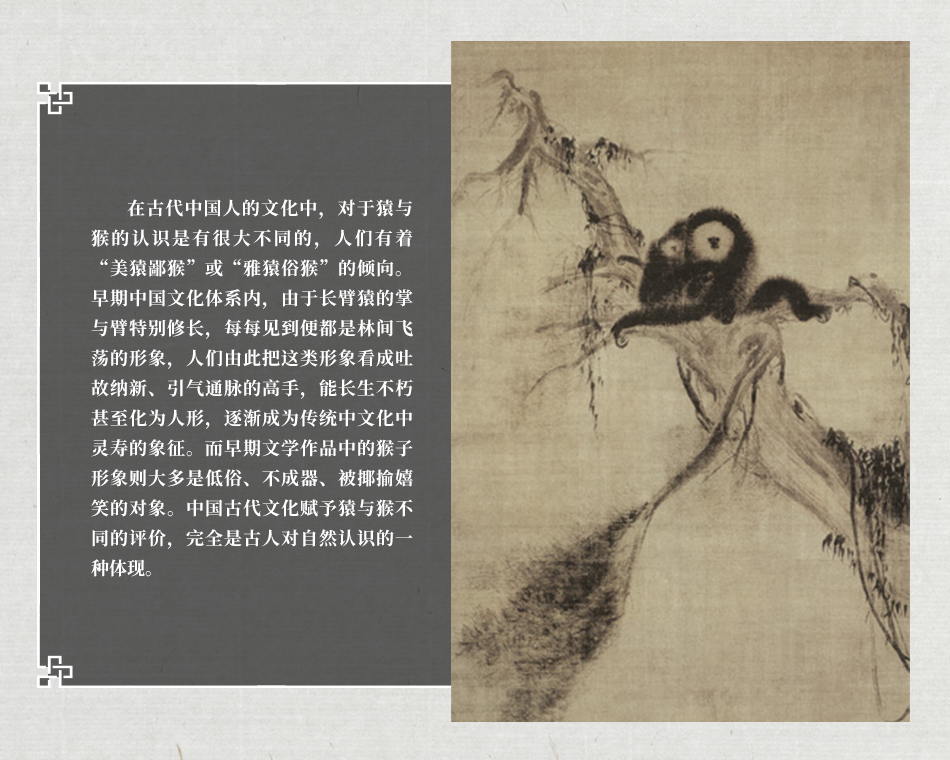 在古代中国人的文化中，对于猿与
猴的认识是有很大不同的，人们有着
“美猿鄙猴”或“雅猿俗猴”的倾向。
早期中国文化体系内，由于长臂猿的掌
与臂特别修长，每每见到便都是林间飞
荡的形象，人们由此把这类形象看成吐
故纳新、引气通脉的高手，能长生不朽
甚至化为人形，逐渐成为传统中文化中
灵寿的象征。而早期文学作品中的猴子
形象则大多是低俗、不成器、被揶揄嬉
笑的对象。中国古代文化赋予猿与猴不
同的评价，完全是古人对自然认识的一
种体现。